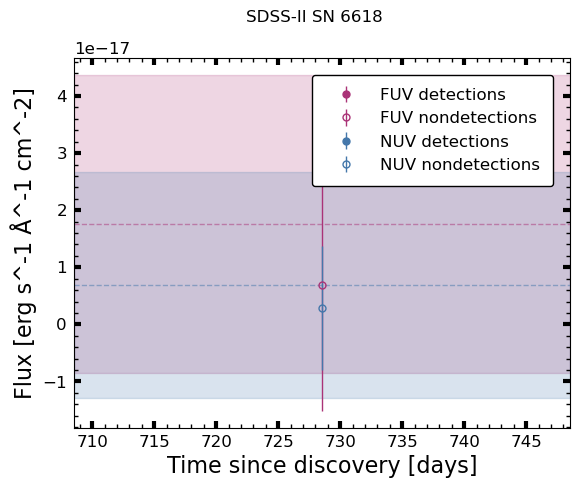 SDSS-II SN 6618
1e−17
Flux [erg s^-1 Å^-1 cm^-2]
4
3
2
1
0
−1
FUV detections
FUV nondetections
NUV detections
NUV nondetections
710 715 720 725 730 735 740 745
Time since discovery [days]